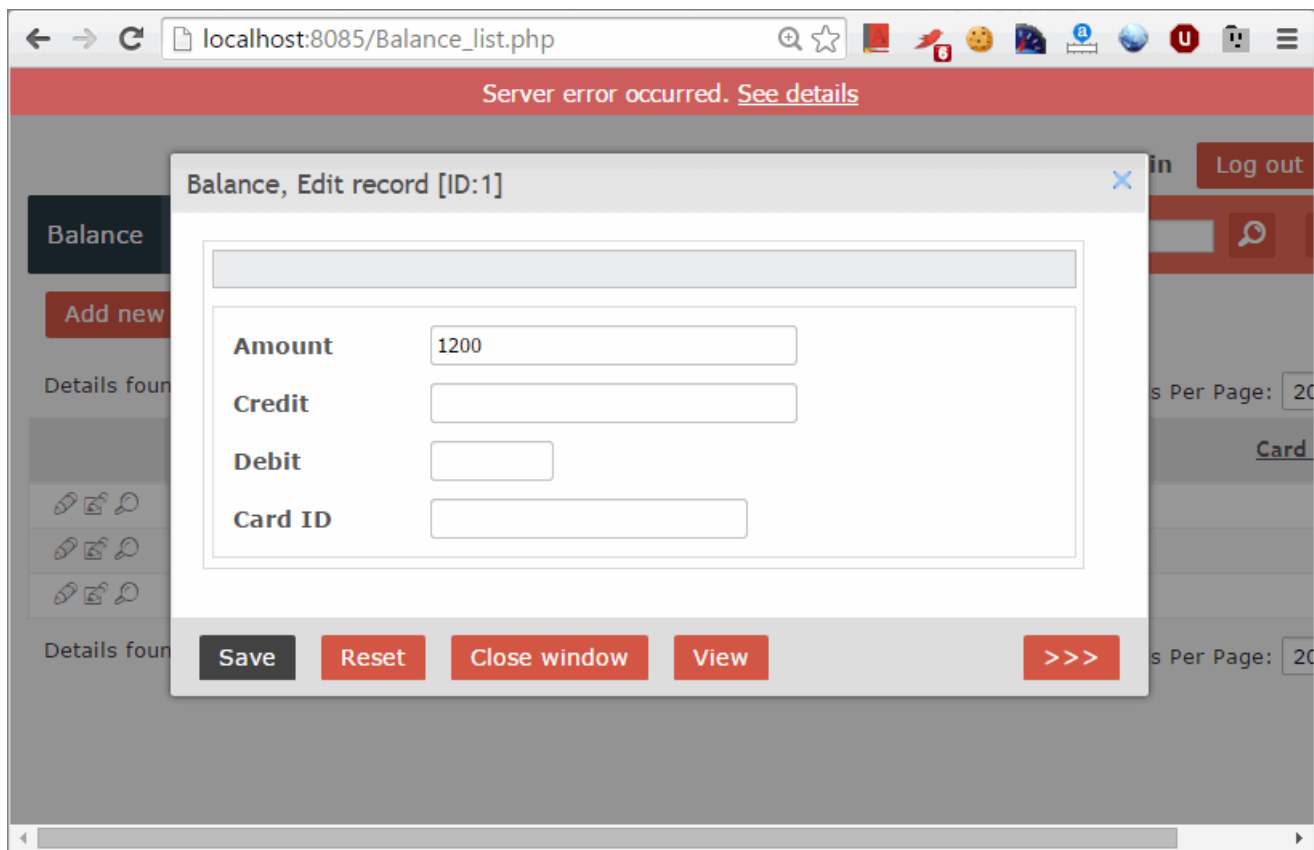 localhost:8085/Balance_list.php
6
a
U
Server error occurred. See details
in
Log out
Balance, Edit record [ID:1]
Balance
Add new
Amount
1200
Credit
Debit
Card ID
Details foun
s Per Page: 20
Card
Details foun
s Per Page: 20
Save
Reset
Close window
View
>>>